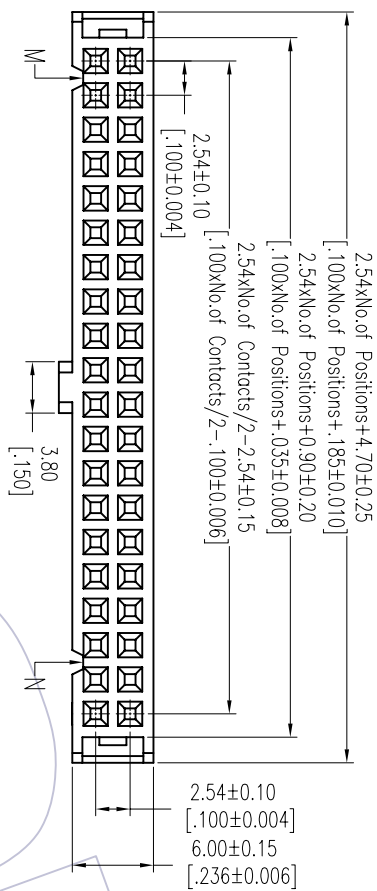 2.54xNo.of Positions+4.70±0.25
[.100xNo.of Positions+.185±0.010]
2.54xNo.of Positions+0.90±0.20
[.100xNo.of Positions+.035±0.008]
2.54xNo.of Contacts/2-2.54±0.15
[.100xNo.of Contacts/2-.100±0.006]
2.54±0.10
[.100±0.004]
M
3.80
[.150]
N
2.54±0.10
[.100±0.004]
6.00±0.15
[.236±0.006]